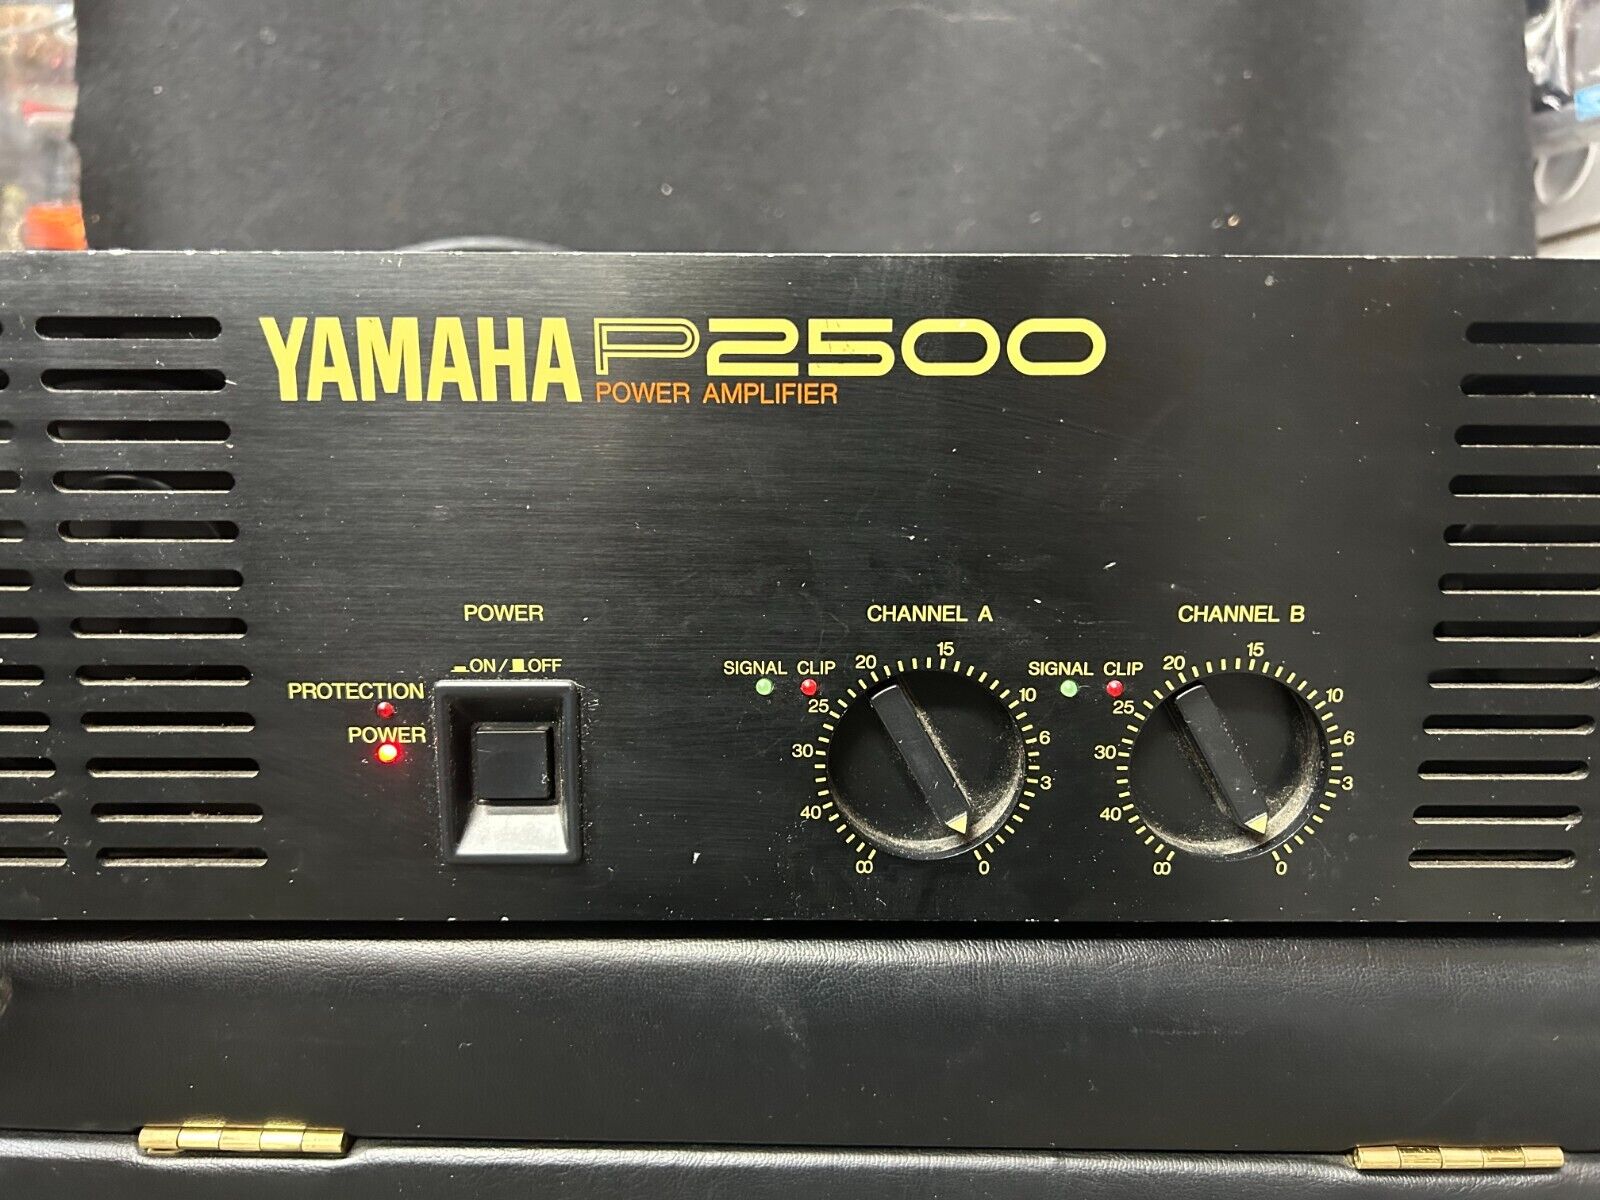 YAMAHA P2500
POWER AMPLIFIER
POWER
ON / OFF
PROTECTION
POWER
CHANNEL A
SIGNAL CLIP
∞ 40 30 25 20 15 10 6 3 0
CHANNEL B
SIGNAL CLIP
∞ 40 30 25 20 15 10 6 3 0